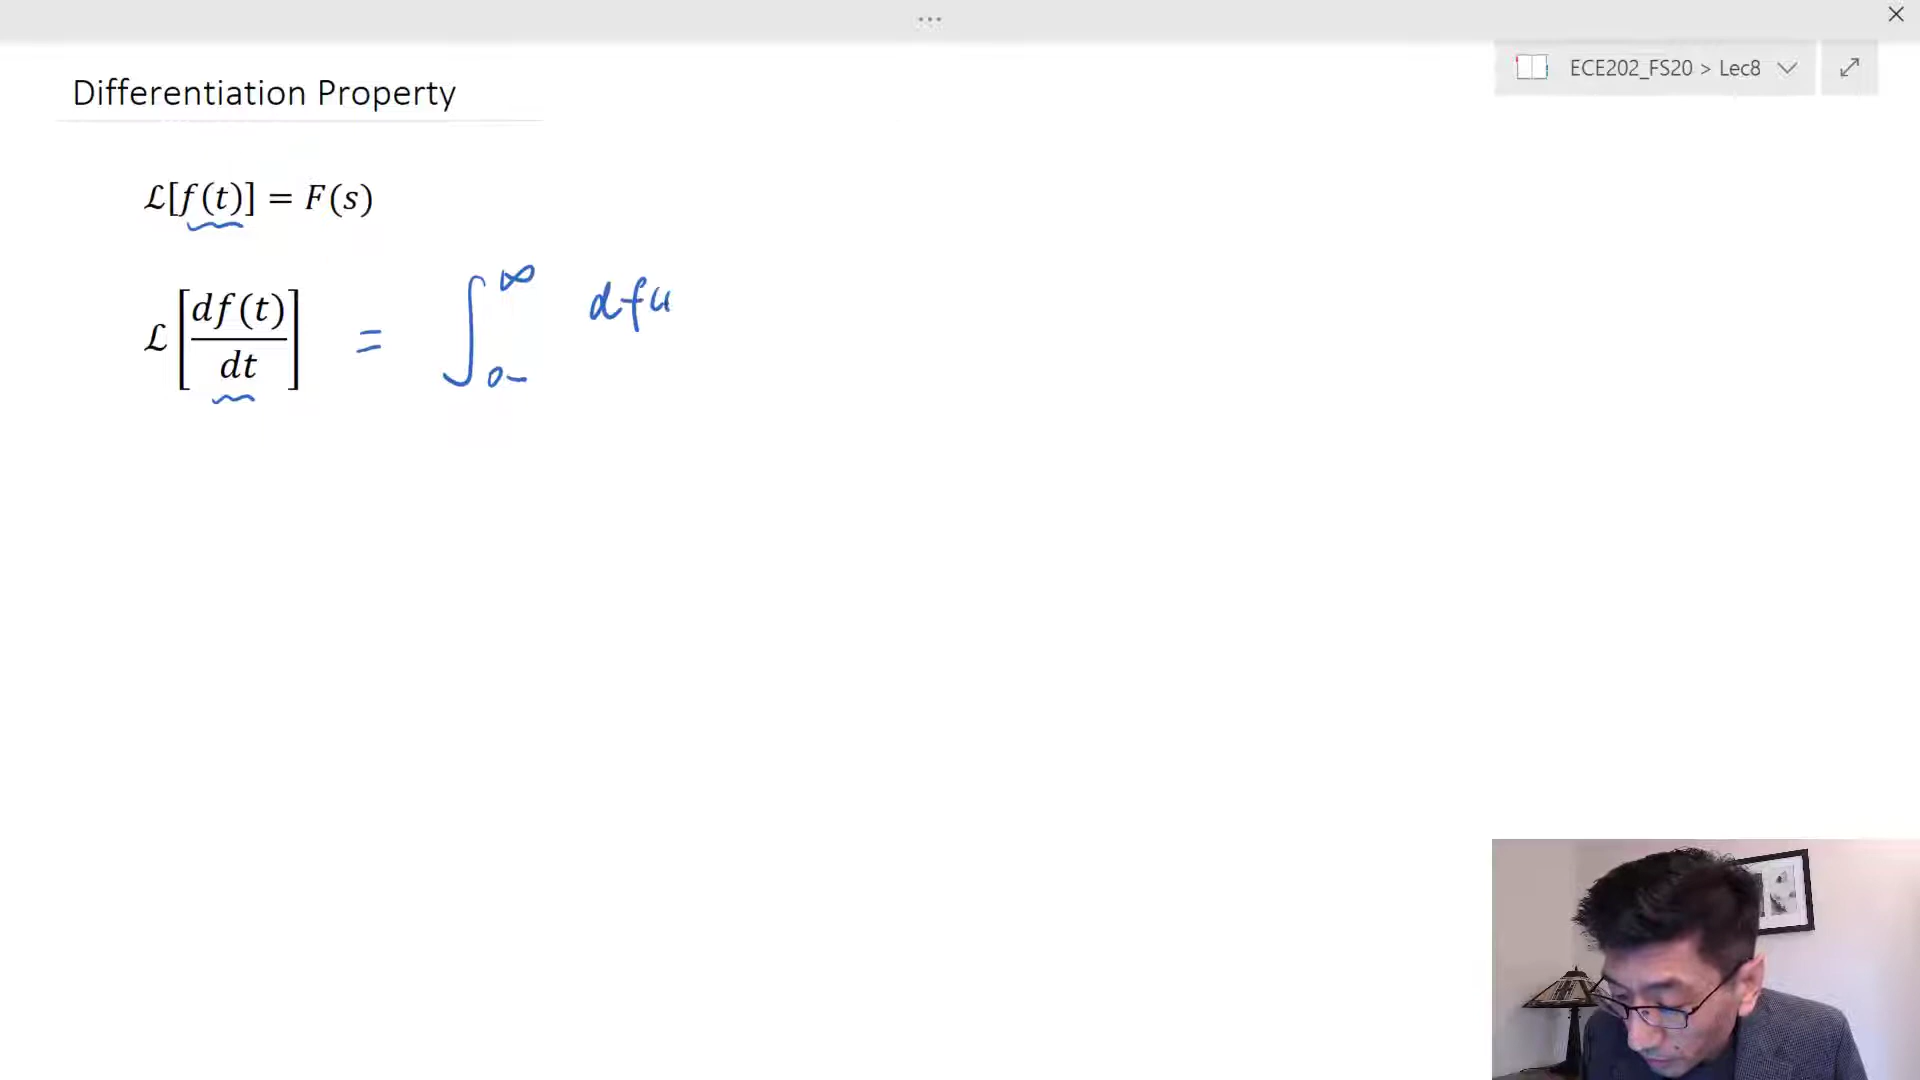 ECE202_FS20 > Lec8
Differentiation Property
ℒ[f(t)] = F(s)
ℒ[df(t)/dt] = ∫₀₋^∞ df(